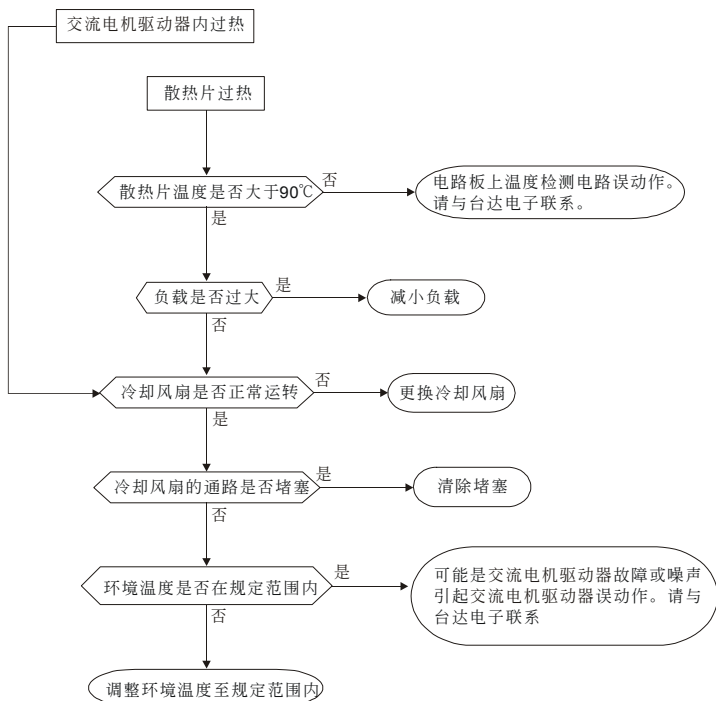 交流电机驱动器内过热
散热片过热
散热片温度是否大于90℃
否
电路板上温度检测电路误动作。
请与台达电子联系。
是
负载是否过大
是
减小负载
否
冷却风扇是否正常运转
否
更换冷却风扇
是
冷却风扇的通路是否堵塞
是
清除堵塞
否
环境温度是否在规定范围内
是
可能是交流电机驱动器故障或噪声
引起交流电机驱动器误动作。请与
台达电子联系
否
调整环境温度至规定范围内